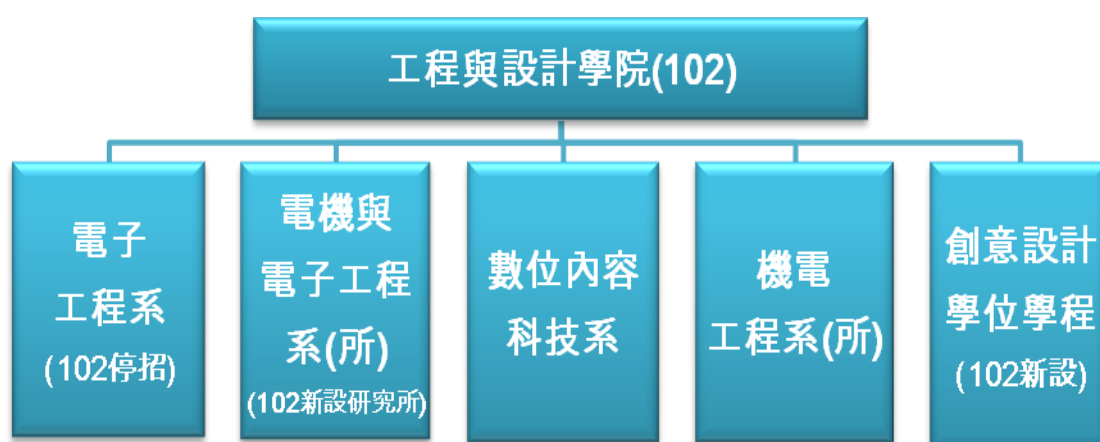 工程與設計學院(102)
電子
工程系
(102停招)
電機與
電子工程
系(所)
(102新設研究所)
數位內容
科技系
機電
工程系(所)
創意設計
學位學程
(102新設)